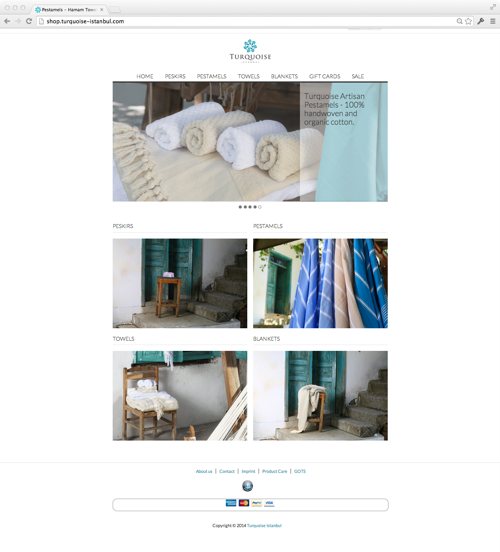 Pestamels – Hamam Towe
shop.turquoise-istanbul.com
TURQUOISE
HOME PESKIRS PESTAMELS TOWELS BLANKETS GIFT CARDS SALE
Turquoise Artisan
Pestamels - 100%
handwoven and
organic cotton.
PESKIRS PESTAMELS
TOWELS BLANKETS
About us | Contact | Imprint | Product Care | GOTS
VISA
Copyright © 2014 Turquoise Istanbul